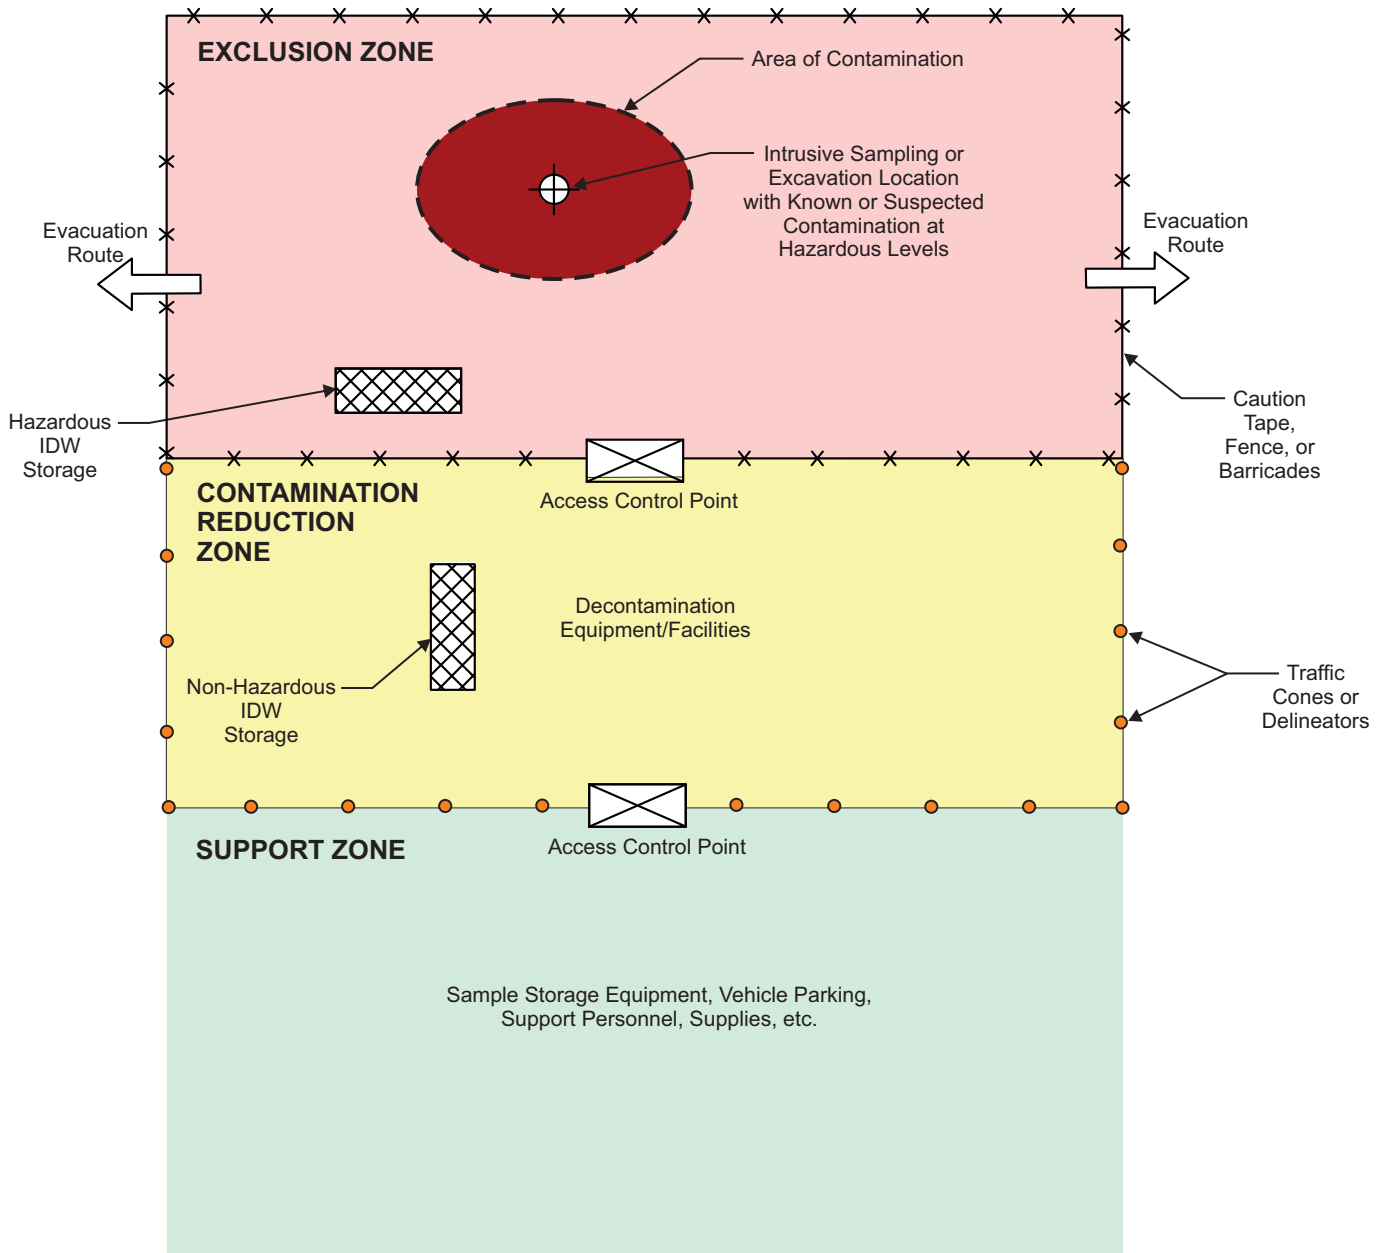 EXCLUSION ZONE
Area of Contamination
Intrusive Sampling or
Excavation Location
with Known or Suspected
Contamination at
Hazardous Levels
Evacuation
Route
Evacuation
Route
Hazardous
IDW
Storage
Caution
Tape,
Fence, or
Barricades
Access Control Point
CONTAMINATION
REDUCTION
ZONE
Decontamination
Equipment/Facilities
Non-Hazardous
IDW
Storage
Traffic
Cones or
Delineators
Access Control Point
SUPPORT ZONE
Sample Storage Equipment, Vehicle Parking,
Support Personnel, Supplies, etc.